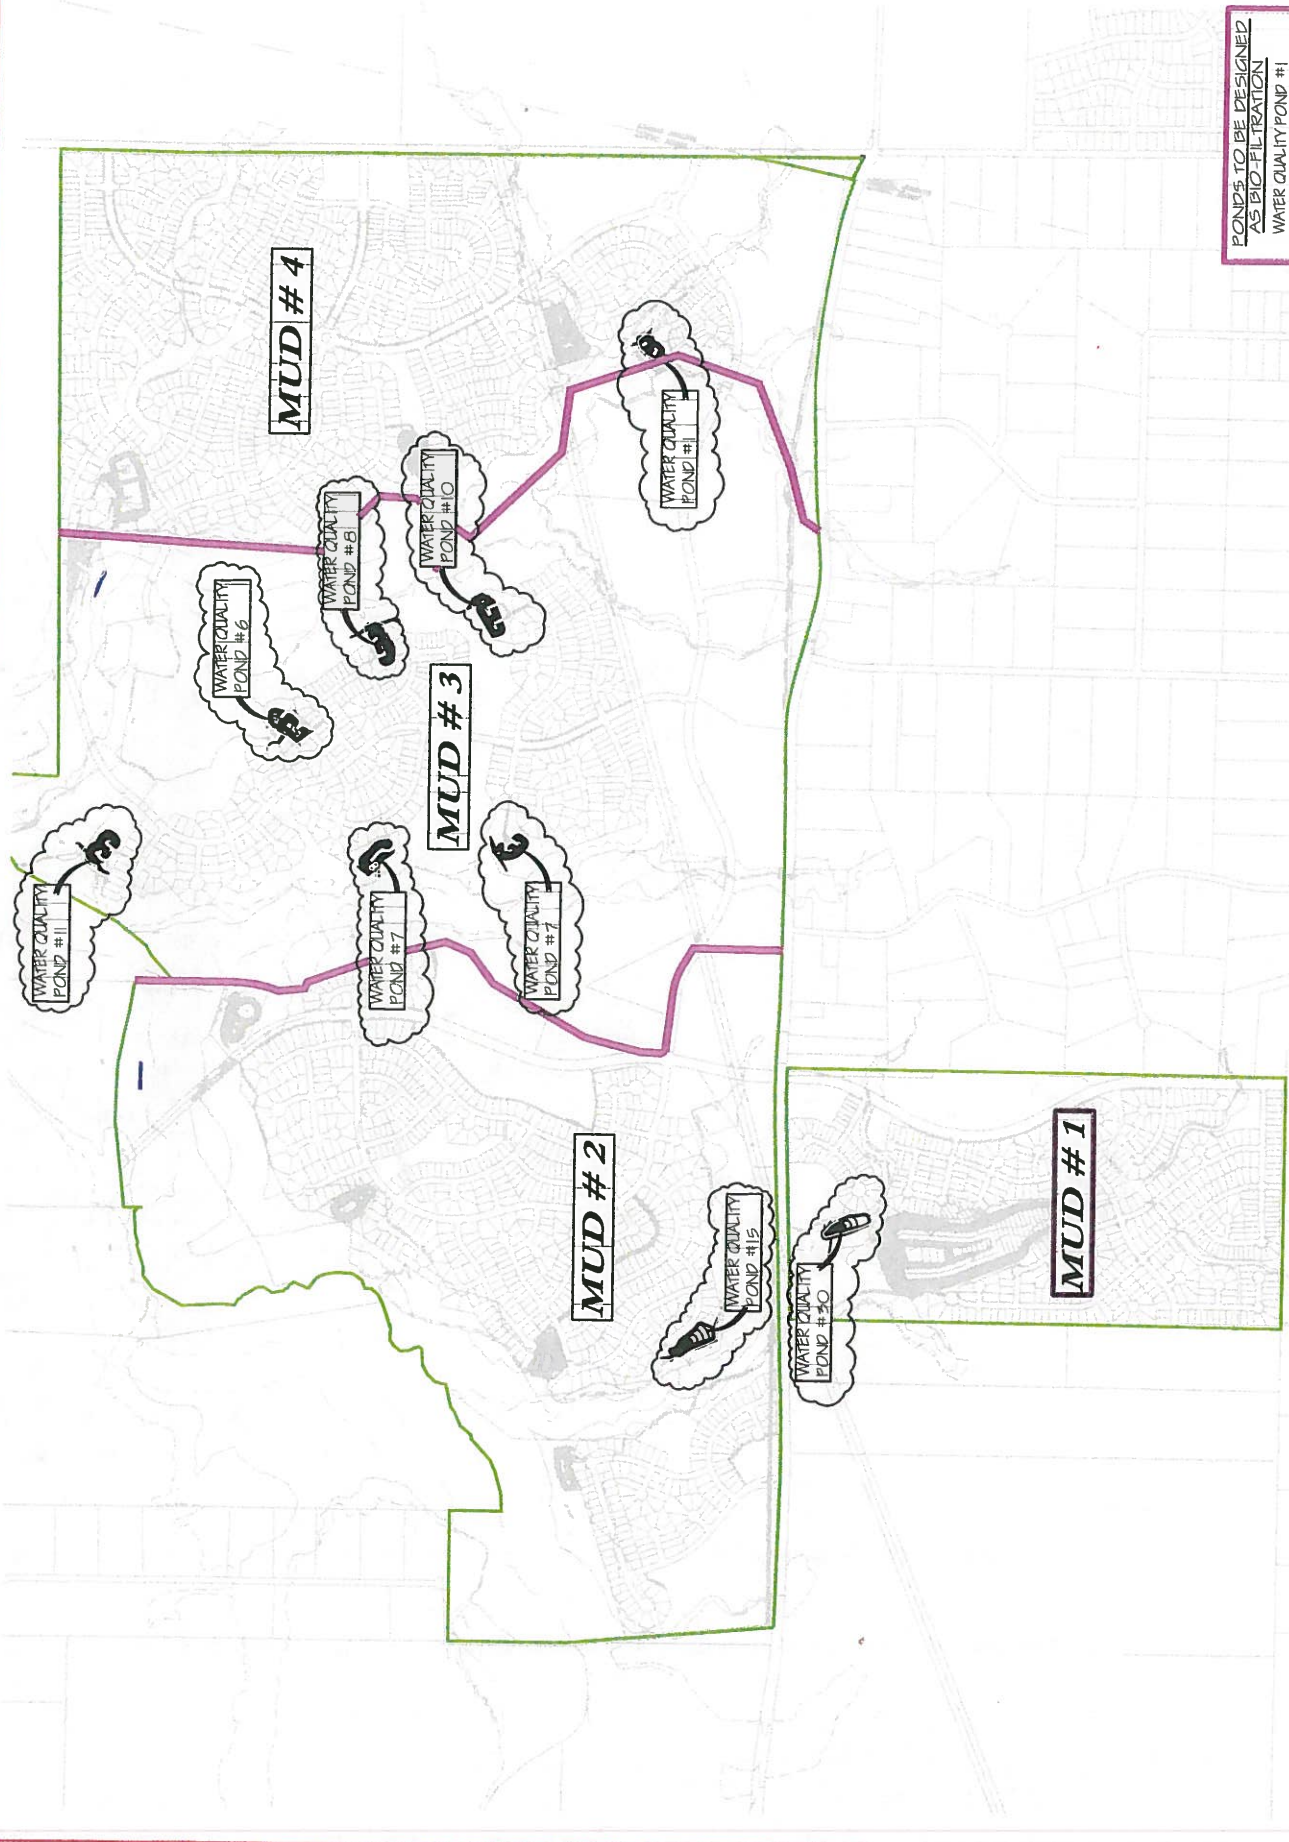 WATER QUALITY
POND #11
WATER QUALITY
POND #6
MUD # 4
WATER QUALITY
POND #8
WATER QUALITY
POND #7
WATER QUALITY
POND #10
MUD # 3
WATER QUALITY
POND #7
MUD # 2
WATER QUALITY
POND #1
WATER QUALITY
POND #15
WATER QUALITY
POND #30
MUD # 1
PONDS TO BE DESIGNED
AS BIO-FILTRATION
WATER QUALITY POND #1